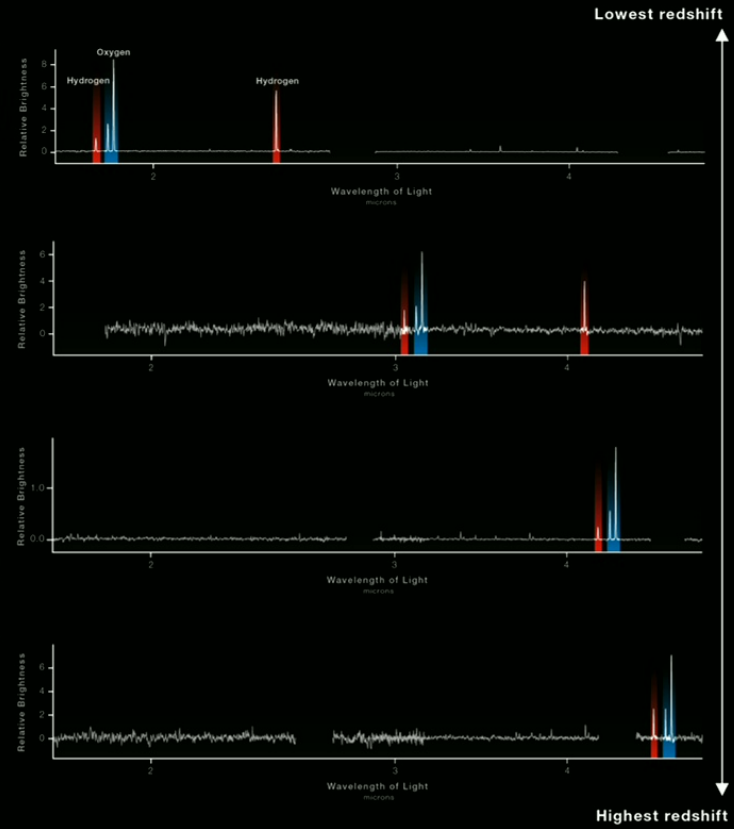 Lowest redshift
Oxygen
Hydrogen
Hydrogen
Relative Brightness
8
6
4
2
0
2
3
4
Wavelength of Light
microns
Relative Brightness
6
4
2
0
2
3
4
Wavelength of Light
microns
Relative Brightness
1.0
0.0
2
3
4
Wavelength of Light
microns
Relative Brightness
6
4
2
0
2
3
4
Wavelength of Light
microns
Highest redshift